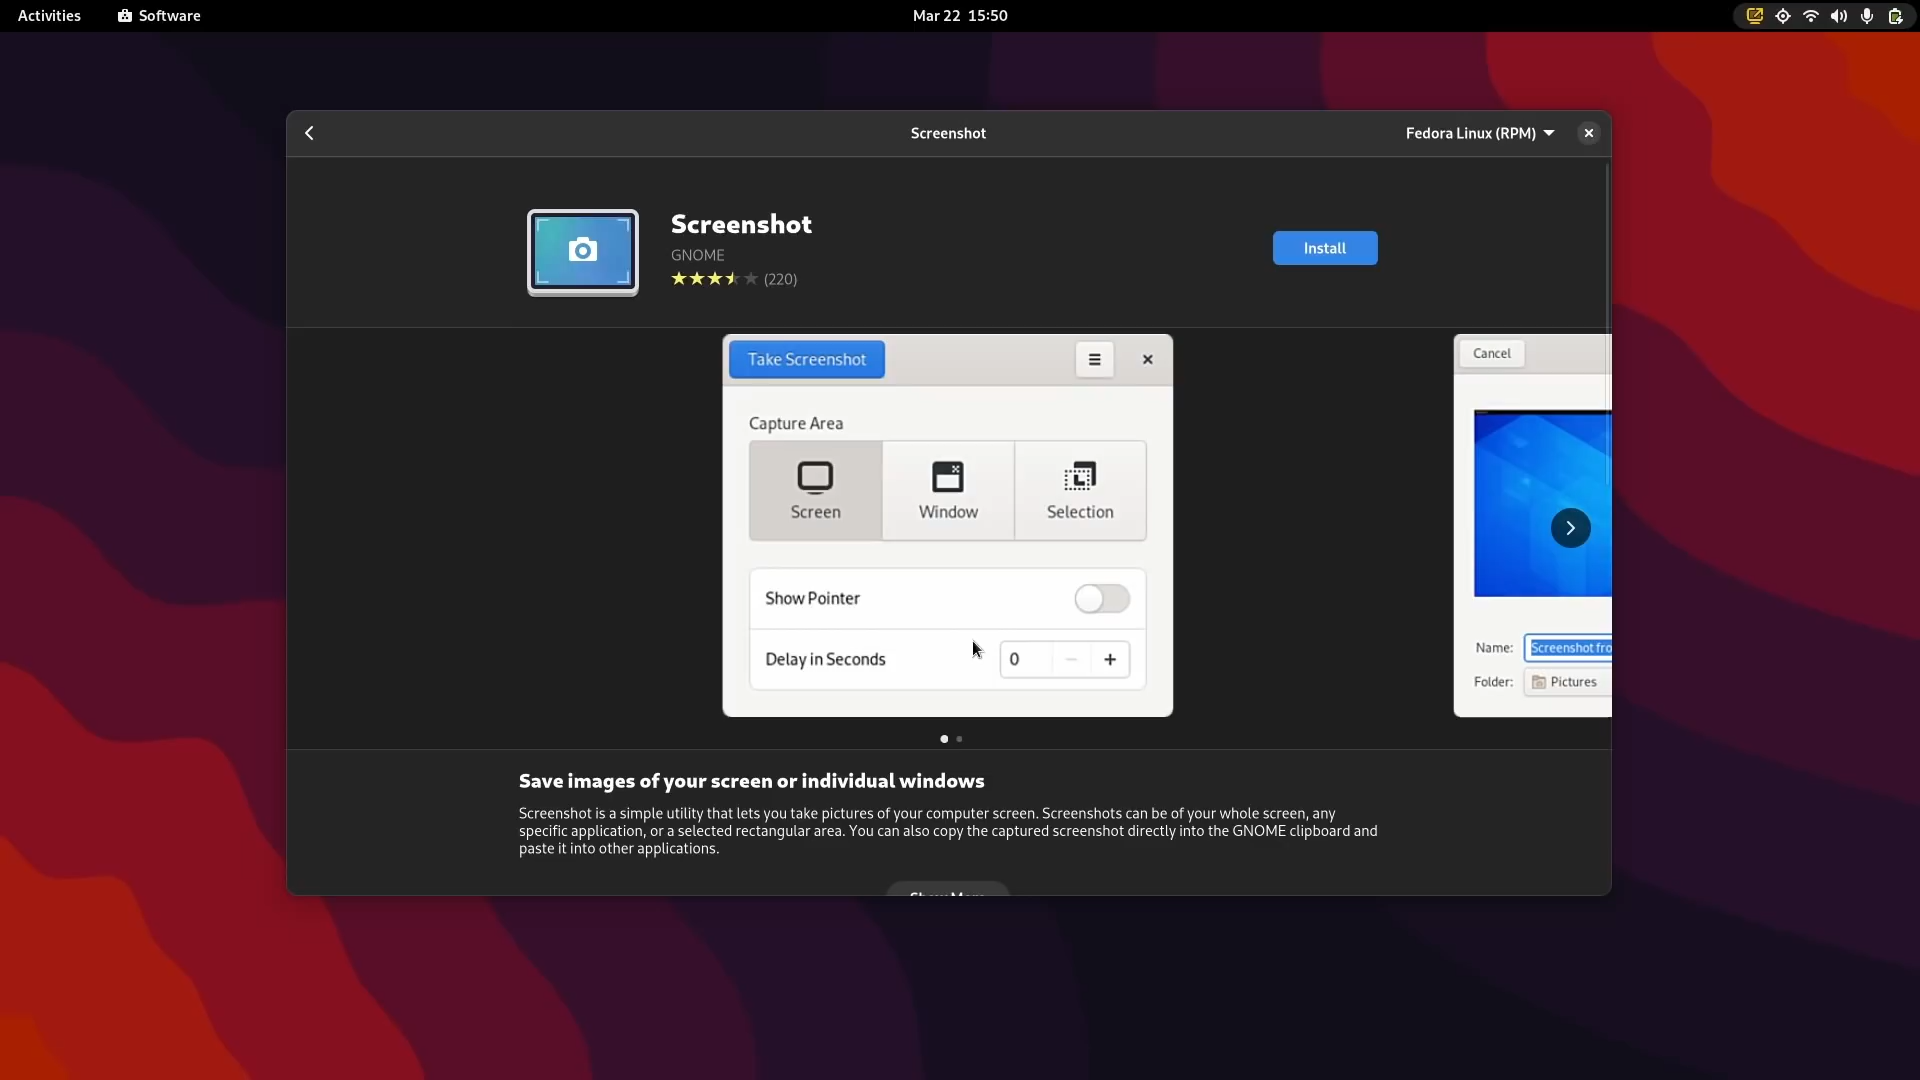 Activities
Software
Mar 22 15:50
Screenshot
Fedora Linux (RPM)
Screenshot
GNOME
(220)
Install
Take Screenshot
Capture Area
Screen
Window
Selection
Show Pointer
Delay in Seconds
0
Cancel
Name:
Screenshot fro
Folder:
Pictures
Save images of your screen or individual windows
Screenshot is a simple utility that lets you take pictures of your computer screen. Screenshots can be of your whole screen, any
specific application, or a selected rectangular area. You can also copy the captured screenshot directly into the GNOME clipboard and
paste it into other applications.
Show More